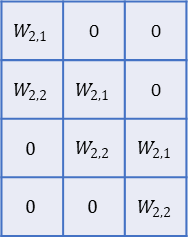 W₂,₁ 0 0
W₂,₂ W₂,₁ 0
0 W₂,₂ W₂,₁
0 0 W₂,₂